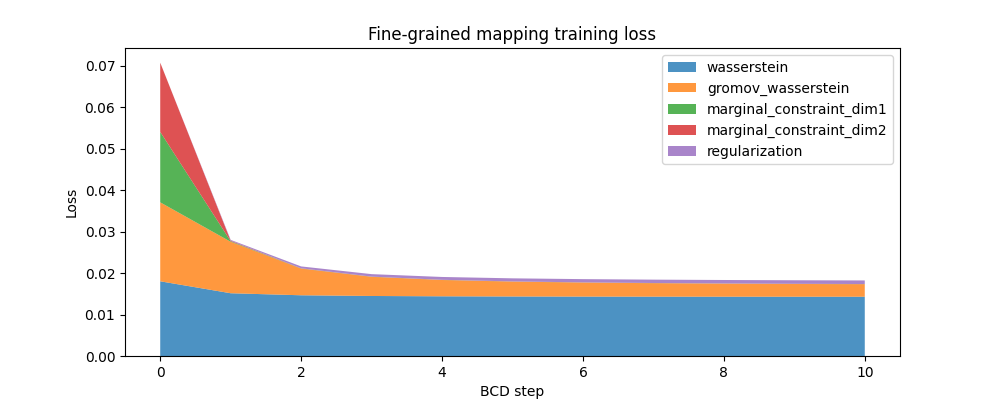 Fine-grained mapping training loss
0.07
0.06
0.05
0.04
0.03
0.02
0.01
0.00
Loss
wasserstein
gromov_wasserstein
marginal_constraint_dim1
marginal_constraint_dim2
regularization
0 2 4 6 8 10
BCD step